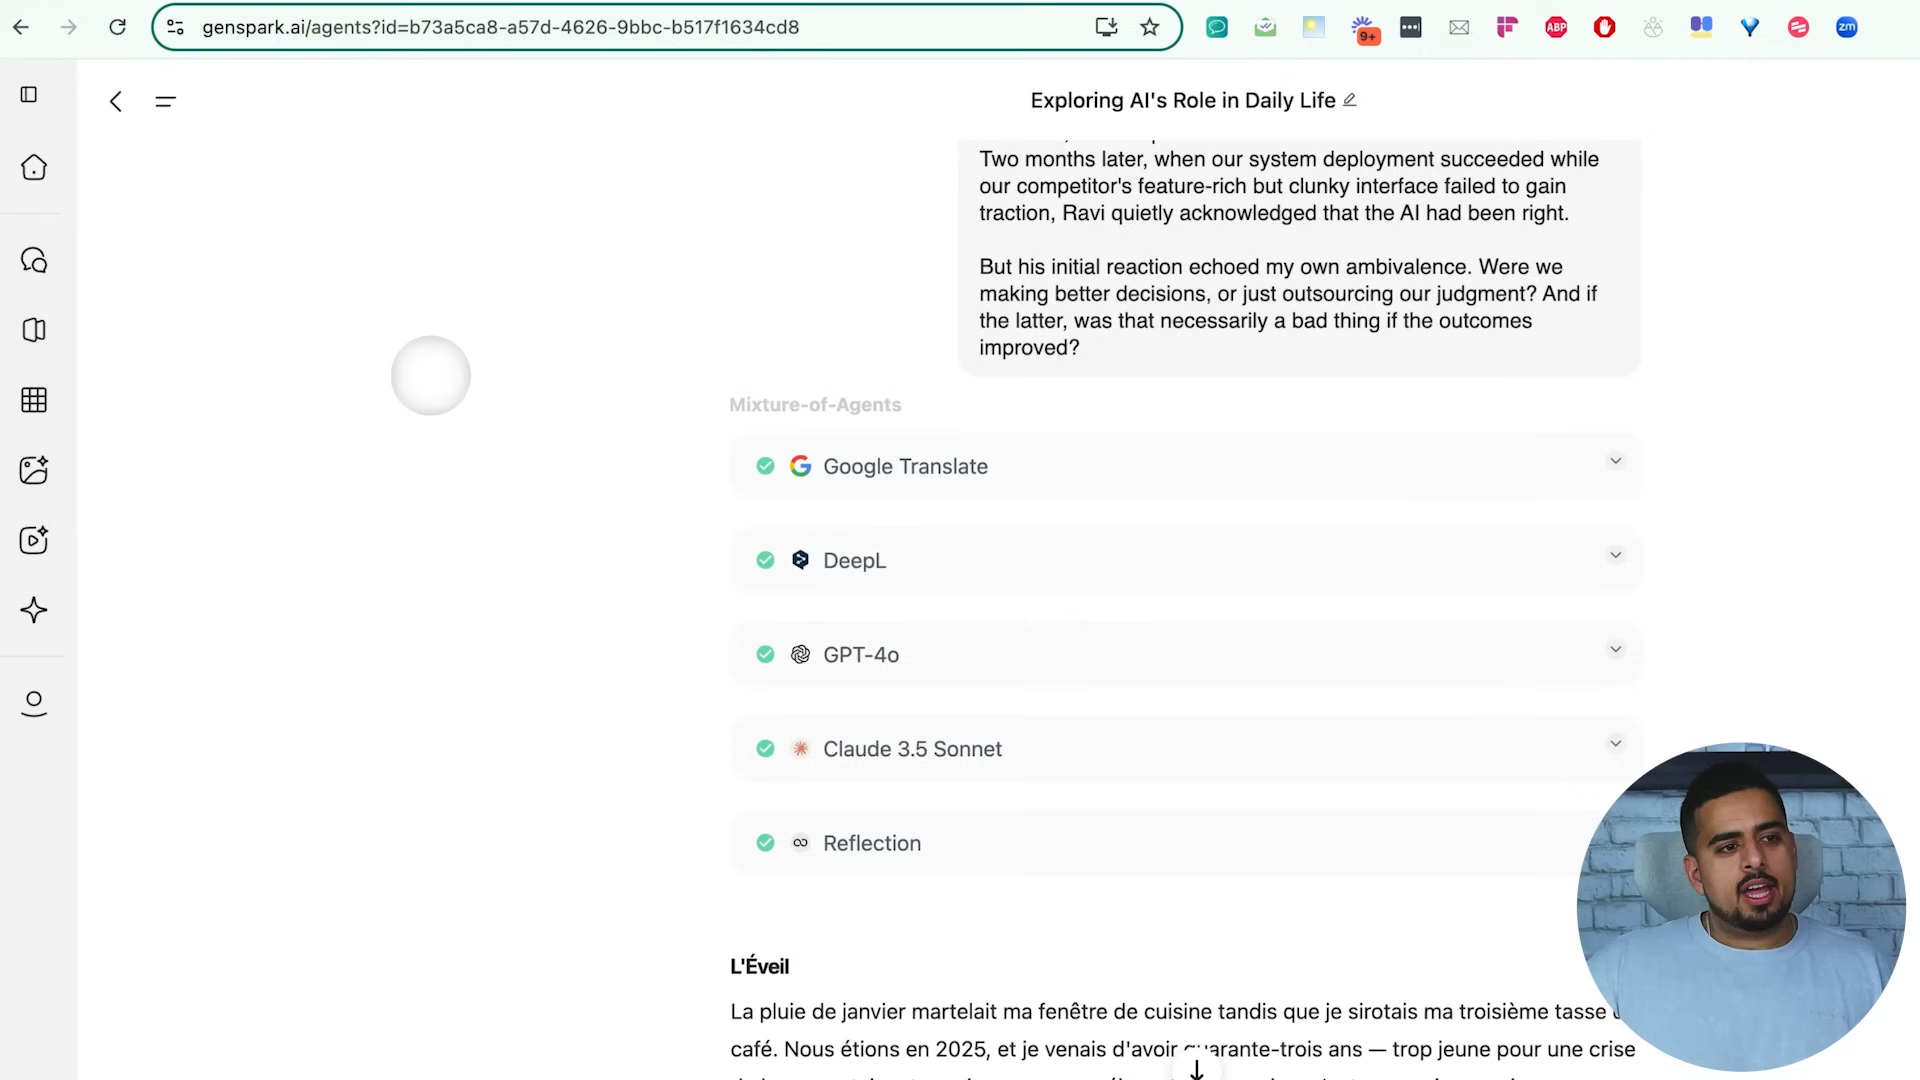 genspark.ai/agents?id=b73a5ca8-a57d-4626-9bbc-b517f1634cd8
9+
ABP
zm
Exploring AI's Role in Daily Life
Two months later, when our system deployment succeeded while
our competitor's feature-rich but clunky interface failed to gain
traction, Ravi quietly acknowledged that the AI had been right.
But his initial reaction echoed my own ambivalence. Were we
making better decisions, or just outsourcing our judgment? And if
the latter, was that necessarily a bad thing if the outcomes
improved?
Mixture-of-Agents
Google Translate
DeepL
GPT-4o
Claude 3.5 Sonnet
Reflection
L'Éveil
La pluie de janvier martelait ma fenêtre de cuisine tandis que je sirotais ma troisième tasse
café. Nous étions en 2025, et je venais d'avoir quarante-trois ans — trop jeune pour une crise